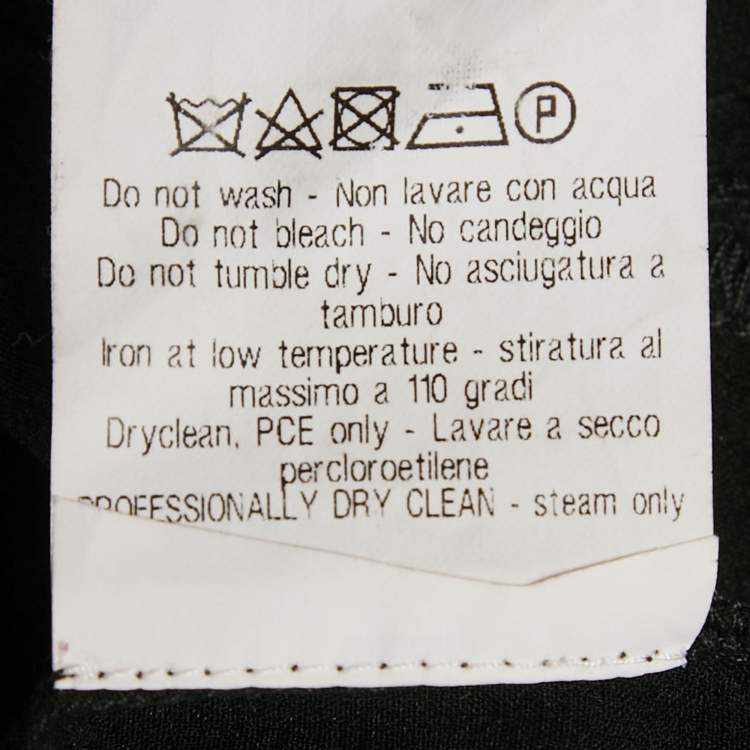 P
Do not wash - Non lavare con acqua
Do not bleach - No candeggio
Do not tumble dry - No asciugatura a
tamburo
Iron at low temperature - stiratura al
massimo a 110 gradi
Dryclean, PCE only - Lavare a secco
percloroetilene
PROFESSIONALLY DRY CLEAN - steam only